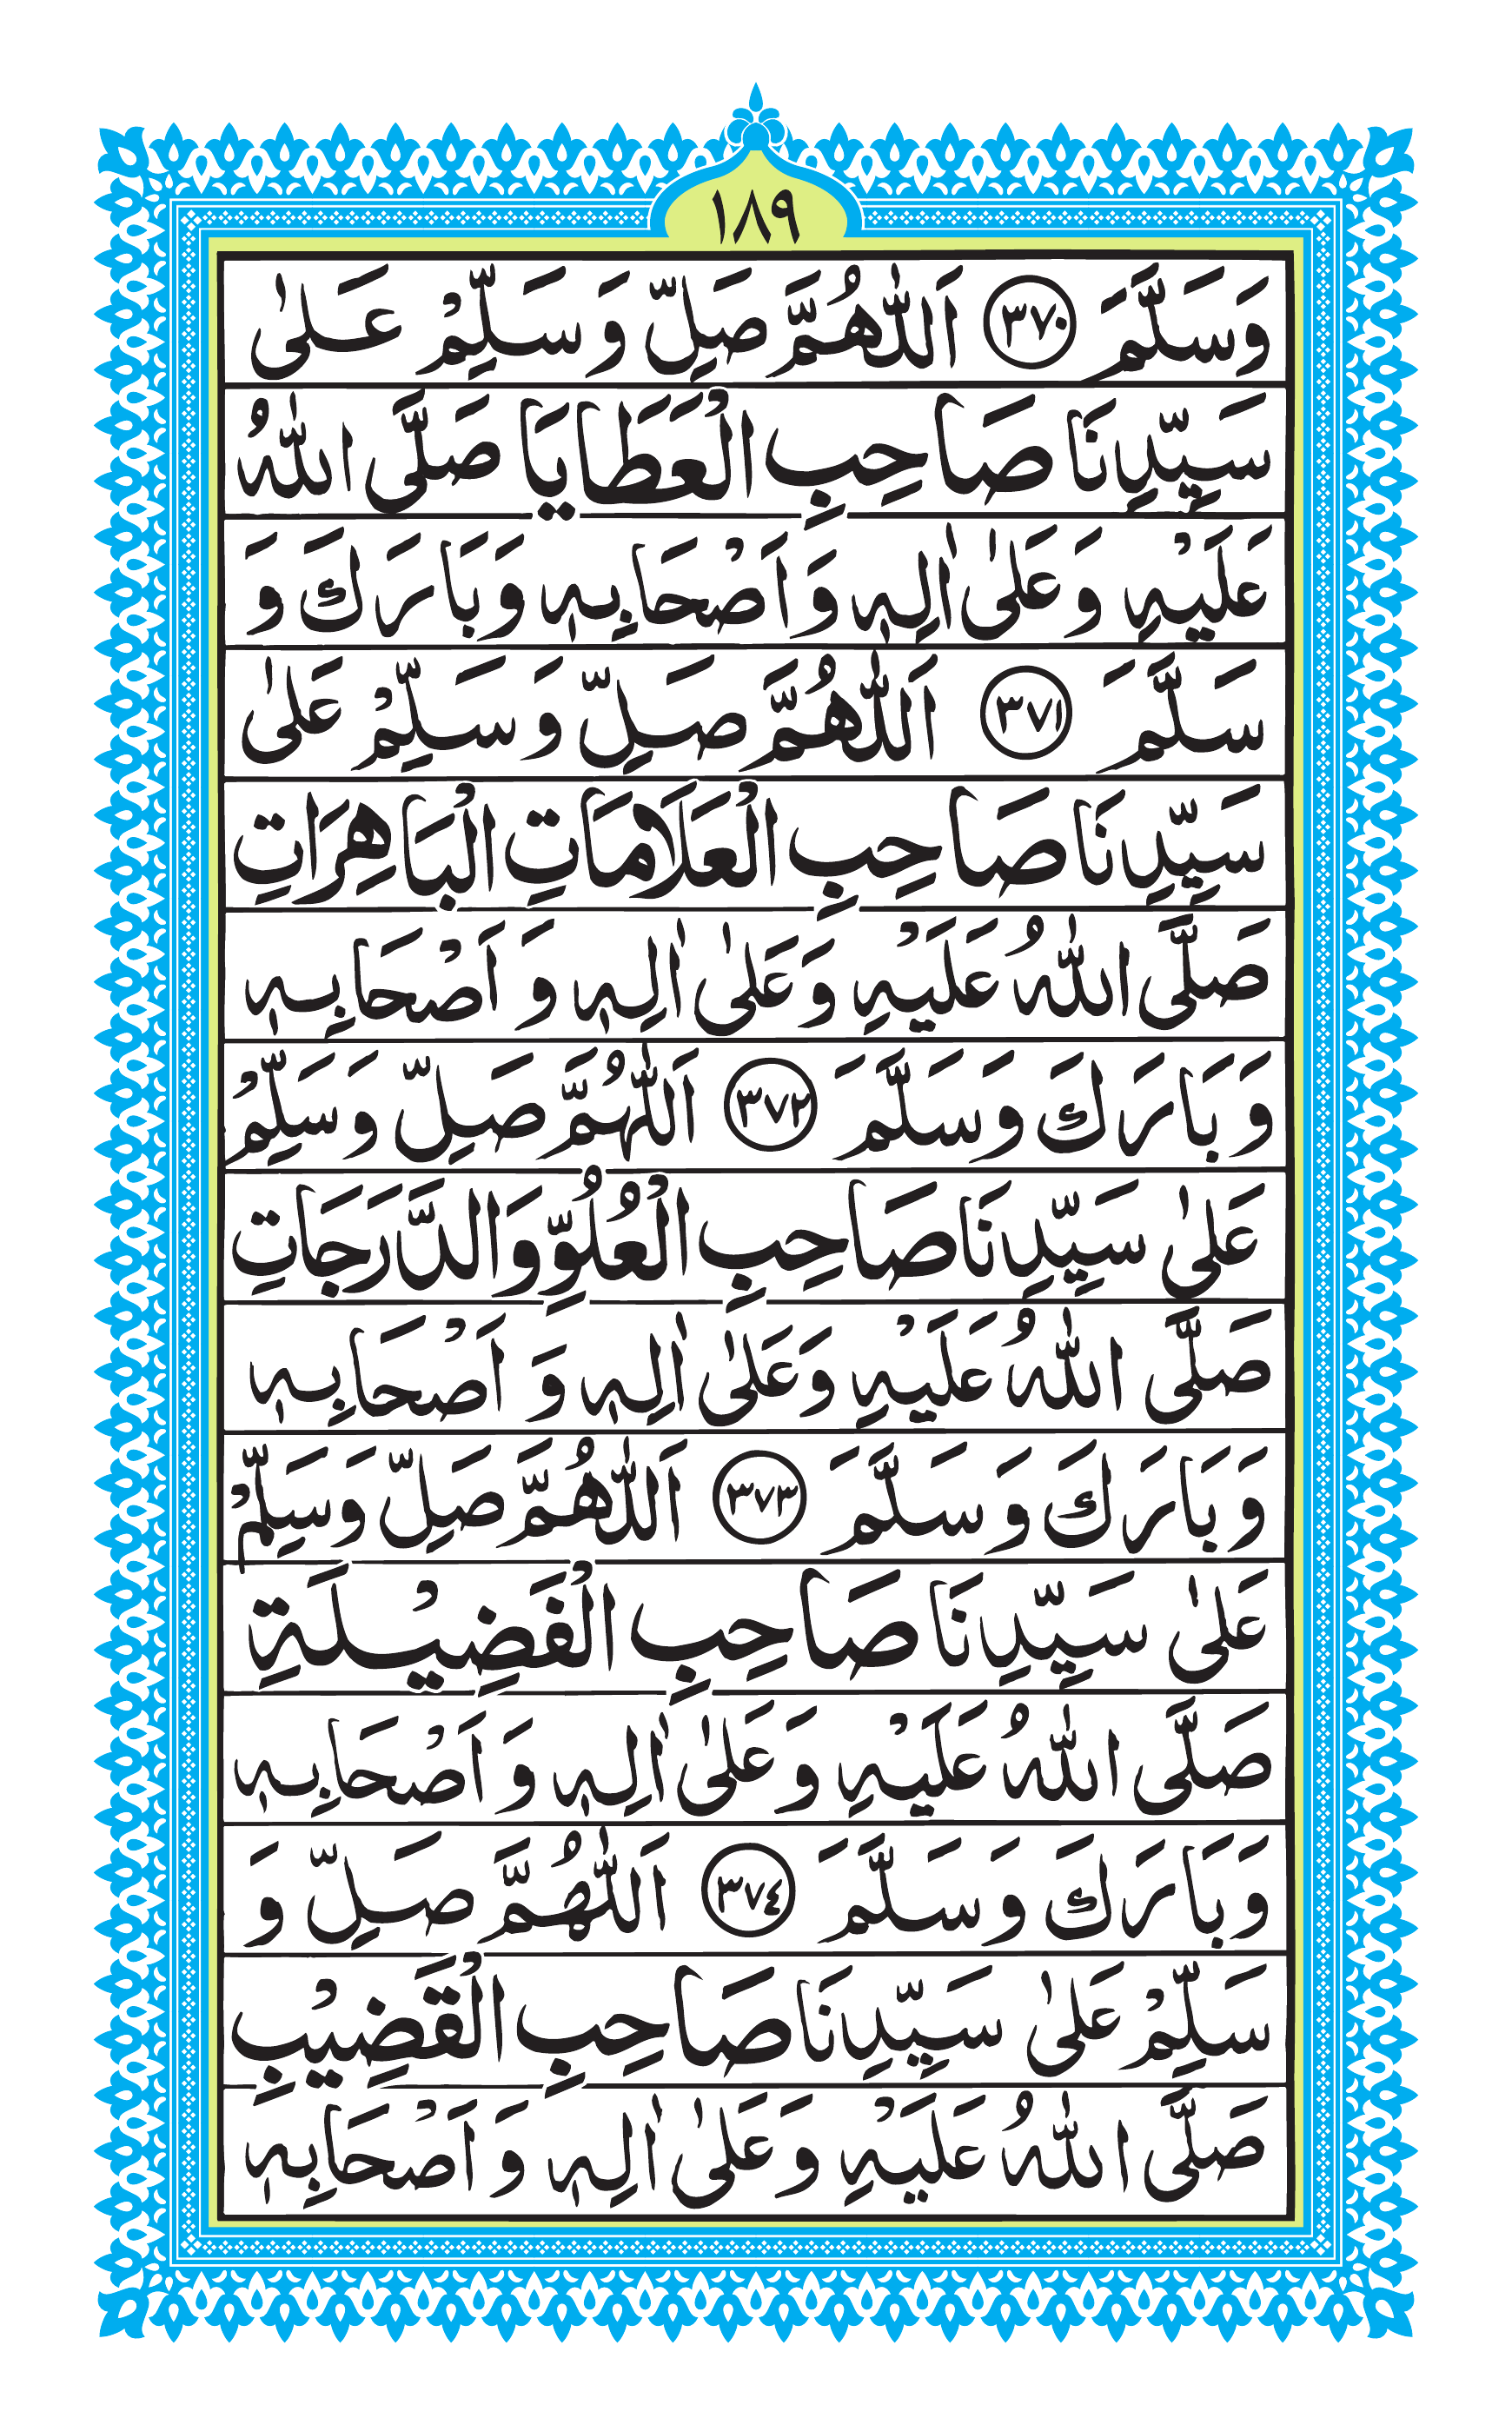 ١٨٩
وَسَلَّمَ ٣٧٠ اَللّٰهُمَّ صَلِّ وَ سَلِّمْ عَلٰى
سَيِّدِنَا صَاحِبِ الْعَطَايَا صَلَّى اللّٰهُ
عَلَيْهِ وَعَلٰى اٰلِهٖ وَ اَصْحَابِهٖ وَبَارَكَ وَ
سَلَّمَ ٣٧١ اَللّٰهُمَّ صَلِّ وَ سَلِّمْ عَلٰى
سَيِّدِنَا صَاحِبِ الْعَلَامَاتِ الْبَاهِرَاتِ
صَلَّى اللّٰهُ عَلَيْهِ وَعَلٰى اٰلِهٖ وَ اَصْحَابِهٖ
وَ بَارَكَ وَسَلَّمَ ٣٧٢ اَللّٰهُمَّ صَلِّ وَسَلِّمْ
عَلٰى سَيِّدِنَا صَاحِبِ الْعُلُوِّ وَالدَّرَجَاتِ
صَلَّى اللّٰهُ عَلَيْهِ وَعَلٰى اٰلِهٖ وَ اَصْحَابِهٖ
وَبَارَكَ وَسَلَّمَ ٣٧٣ اَللّٰهُمَّ صَلِّ وَسَلِّمْ
عَلٰى سَيِّدِنَا صَاحِبِ الْفَضِيْلَةِ
صَلَّى اللّٰهُ عَلَيْهِ وَعَلٰى اٰلِهٖ وَ اَصْحَابِهٖ
وَبَارَكَ وَسَلَّمَ ٣٧٤ اَللّٰهُمَّ صَلِّ وَ
سَلِّمْ عَلٰى سَيِّدِنَا صَاحِبِ الْقَضِيْبِ
صَلَّى اللّٰهُ عَلَيْهِ وَعَلٰى اٰلِهٖ وَ اَصْحَابِهٖ